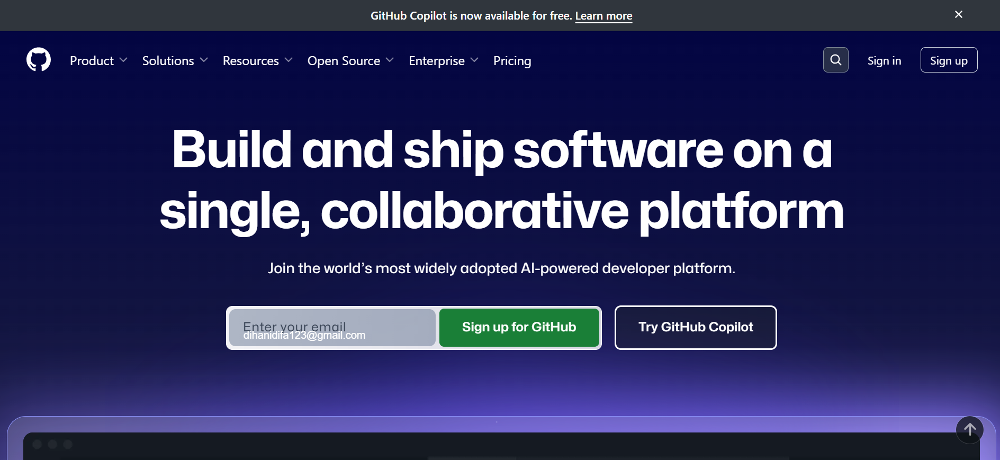 GitHub Copilot is now available for free. Learn more
Product Solutions Resources Open Source Enterprise Pricing Sign in Sign up
Build and ship software on a
single, collaborative platform
Join the world’s most widely adopted AI-powered developer platform.
Enter your email
dihanidifa123@gmail.com
Sign up for GitHub
Try GitHub Copilot